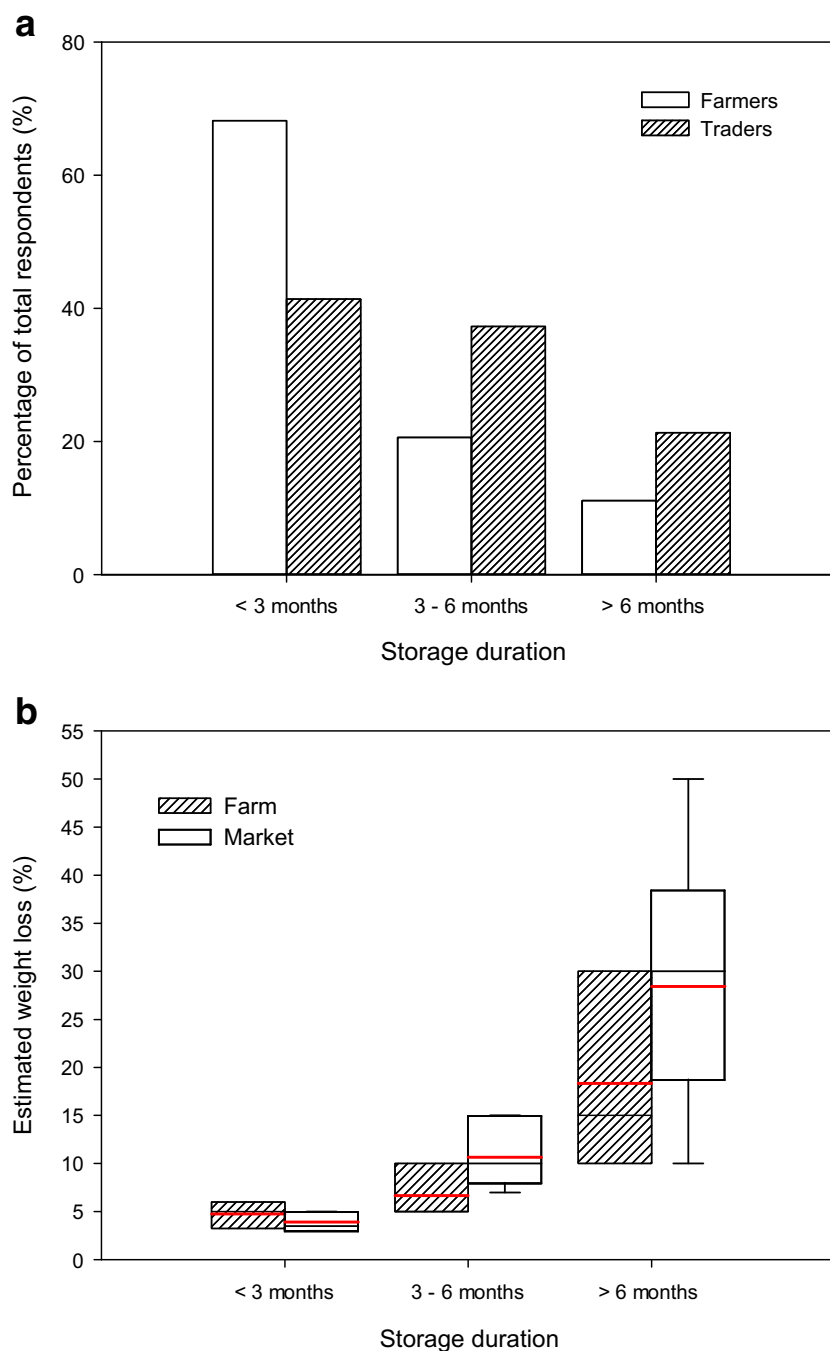 a
Percentage of total respondents (%)
80
60
40
20
0
Farmers
Traders
< 3 months
3 - 6 months
> 6 months
Storage duration
b
Estimated weight loss (%)
55
50
45
40
35
30
25
20
15
10
5
0
Farm
Market
< 3 months
3 - 6 months
> 6 months
Storage duration